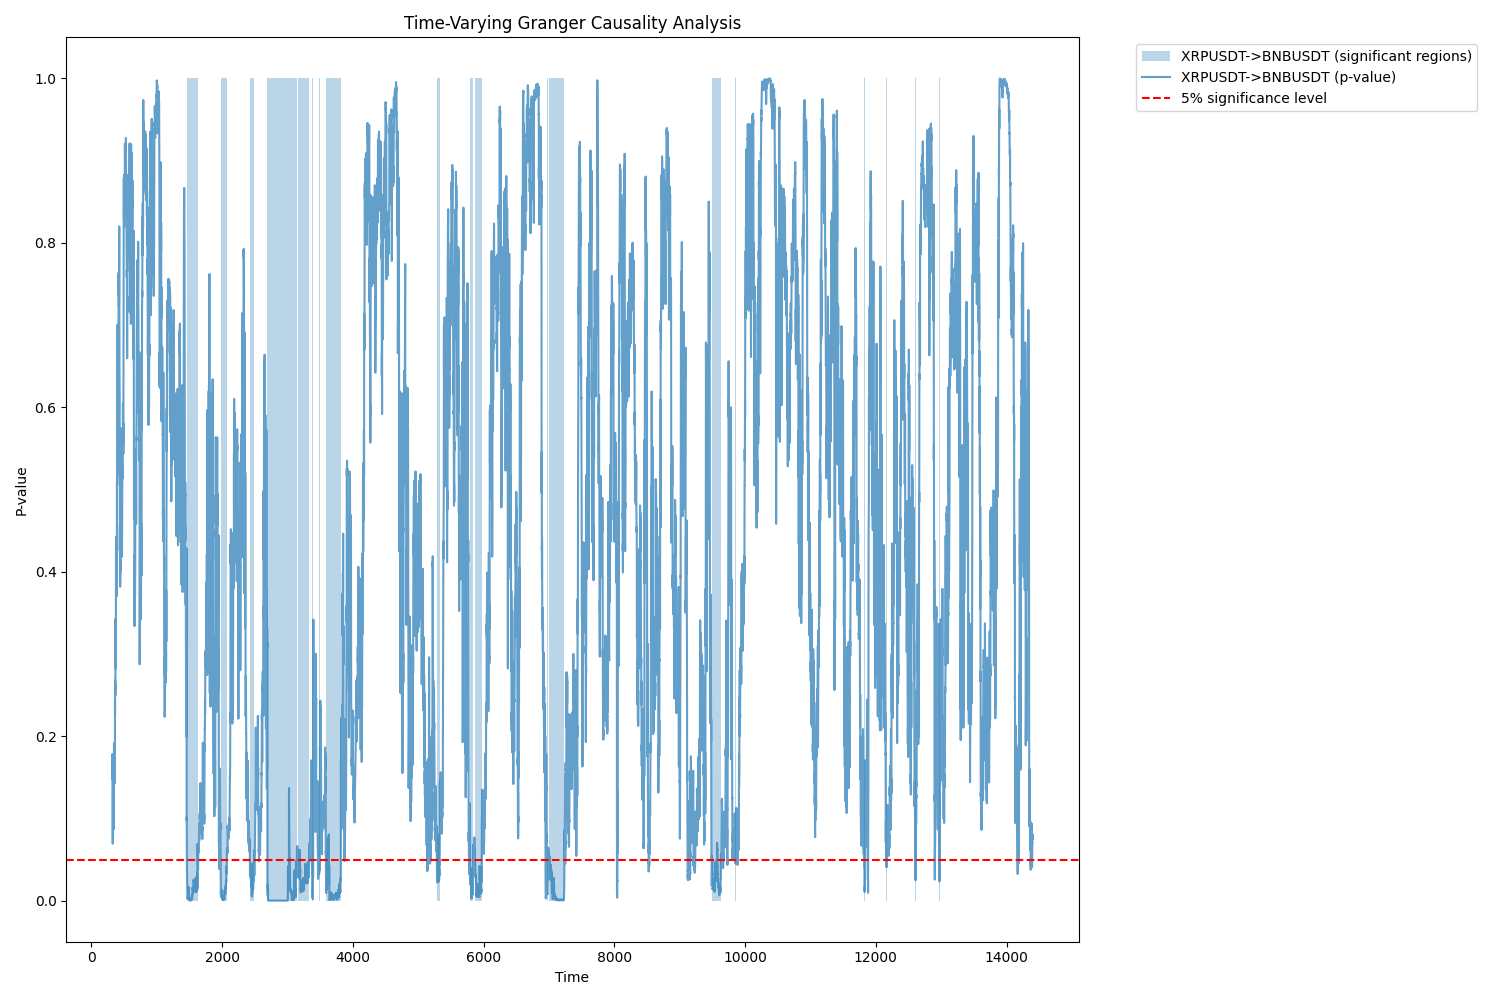 Time-Varying Granger Causality Analysis
XRPUSDT->BNBUSDT (significant regions)
XRPUSDT->BNBUSDT (p-value)
5% significance level
P-value
1.0
0.8
0.6
0.4
0.2
0.0
0
2000
4000
6000
8000
10000
12000
14000
Time